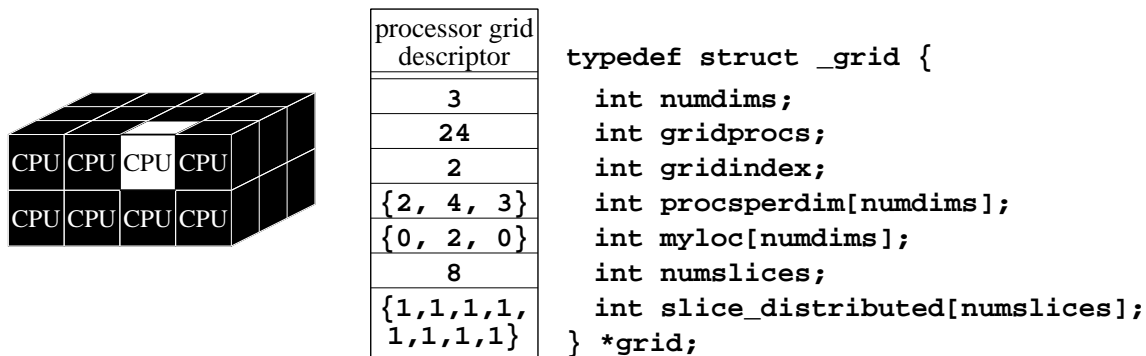 CPU CPU CPU CPU
CPU CPU CPU CPU
processor grid
descriptor
3
24
2
{2, 4, 3}
{0, 2, 0}
8
{1,1,1,1,
1,1,1,1}
typedef struct _grid {
int numdims;
int gridprocs;
int gridindex;
int procsperdim[numdims];
int myloc[numdims];
int numslices;
int slice_distributed[numslices];
} *grid;